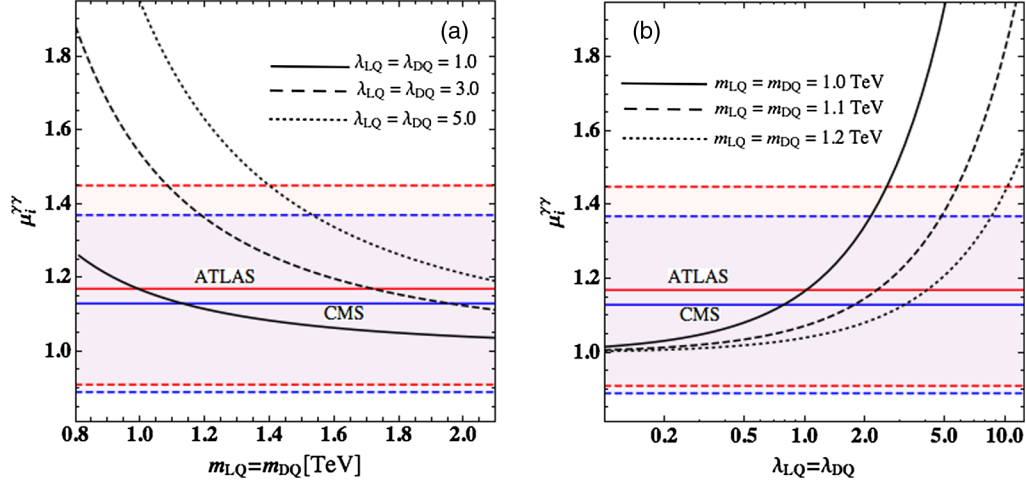 (a)
λLQ = λDQ = 1.0
λLQ = λDQ = 3.0
λLQ = λDQ = 5.0
1.8
1.6
1.4
1.2
1.0
μiγγ
ATLAS
CMS
0.8 1.0 1.2 1.4 1.6 1.8 2.0
mLQ=mDQ[TeV]
(b)
mLQ = mDQ = 1.0 TeV
mLQ = mDQ = 1.1 TeV
mLQ = mDQ = 1.2 TeV
1.8
1.6
1.4
1.2
1.0
μiγγ
ATLAS
CMS
0.2 0.5 1.0 2.0 5.0 10.0
λLQ=λDQ